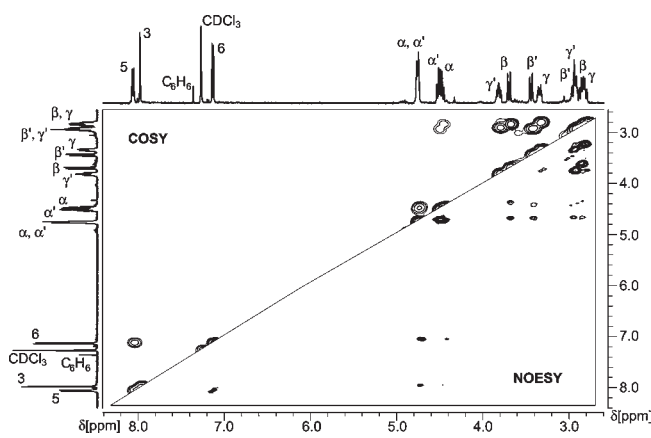 CDCl₃
3
6
5
C₆H₆
α, α'
α' α
γ' β β' γ β' γ' β γ
COSY
β, γ
β', γ'
γ
β'
β
γ'
α
α'
α, α'
6
CDCl₃
C₆H₆
3
5
NOESY
3.0
4.0
5.0
6.0
7.0
8.0
δ[ppm] 8.0 7.0 6.0 5.0 4.0 3.0 δ[ppm]